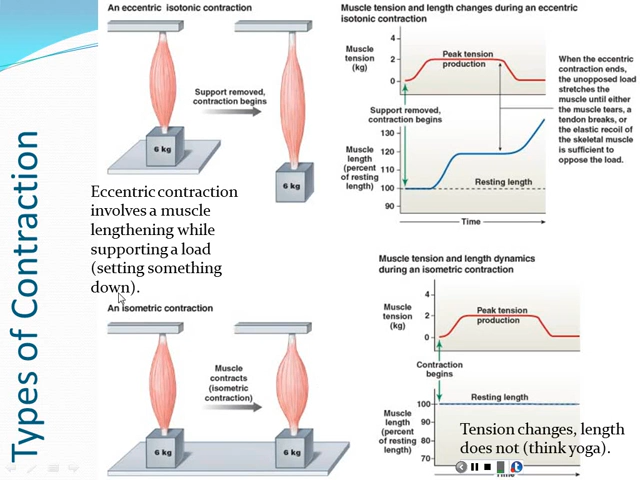 Types of Contraction
An eccentric isotonic contraction
Support removed,
contraction begins
6 kg
6 kg
Eccentric contraction
involves a muscle
lengthening while
supporting a load
(setting something
down).
Muscle tension and length changes during an eccentric
isotonic contraction
Muscle
tension
(kg)
4
2
0
Peak tension
production
Support removed,
contraction begins
Muscle
length
(percent
of resting
length)
130
120
110
100
90
Resting length
Time
When the eccentric
contraction ends,
the unopposed load
stretches the
muscle until either
the muscle tears, a
tendon breaks, or
the elastic recoil of
the skeletal muscle
is sufficient to
oppose the load.
An isometric contraction
Muscle
contracts
(isometric
contraction)
6 kg
6 kg
Muscle tension and length dynamics
during an isometric contraction
Muscle
tension
(kg)
4
2
0
Peak tension
production
Contraction
begins
Muscle
length
(percent
of resting
length)
100
90
80
70
Resting length
Tension changes, length
does not (think yoga).
Time